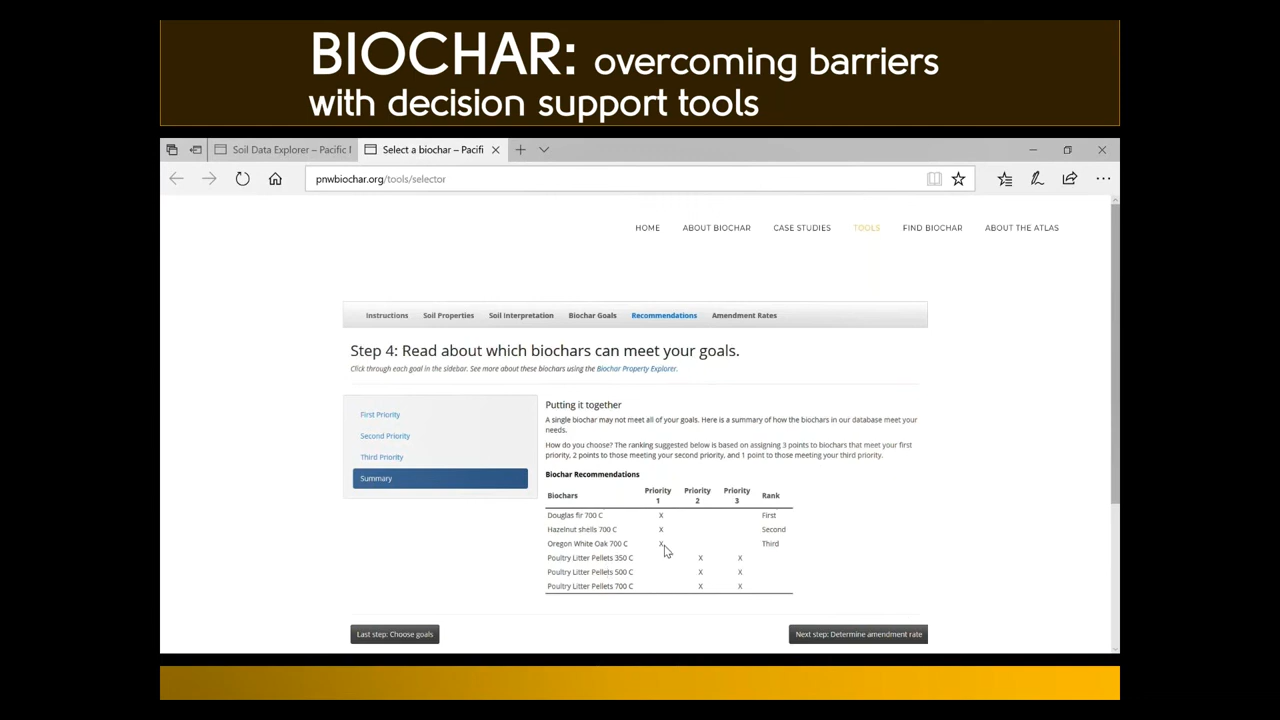 BIOCHAR: overcoming barriers
with decision support tools
Soil Data Explorer – Pacific
Select a biochar – Pacifi
pnwbiochar.org/tools/selector
HOME ABOUT BIOCHAR CASE STUDIES TOOLS FIND BIOCHAR ABOUT THE ATLAS
Instructions Soil Properties Soil Interpretation Biochar Goals Recommendations Amendment Rates
Step 4: Read about which biochars can meet your goals.
Click through each goal in the sidebar. See more about these biochars using the Biochar Property Explorer.
First Priority
Second Priority
Third Priority
Summary
Putting it together
A single biochar may not meet all of your goals. Here is a summary of how the biochars in our database meet your
needs.
How do you choose? The ranking suggested below is based on assigning 3 points to biochars that meet your first
priority, 2 points to those meeting your second priority, and 1 point to those meeting your third priority.
Biochar Recommendations
Biochars Priority 1 Priority 2 Priority 3 Rank
Douglas fir 700 C X First
Hazelnut shells 700 C X Second
Oregon White Oak 700 C X Third
Poultry Litter Pellets 350 C X X
Poultry Litter Pellets 500 C X X
Poultry Litter Pellets 700 C X X
Last step: Choose goals
Next step: Determine amendment rate